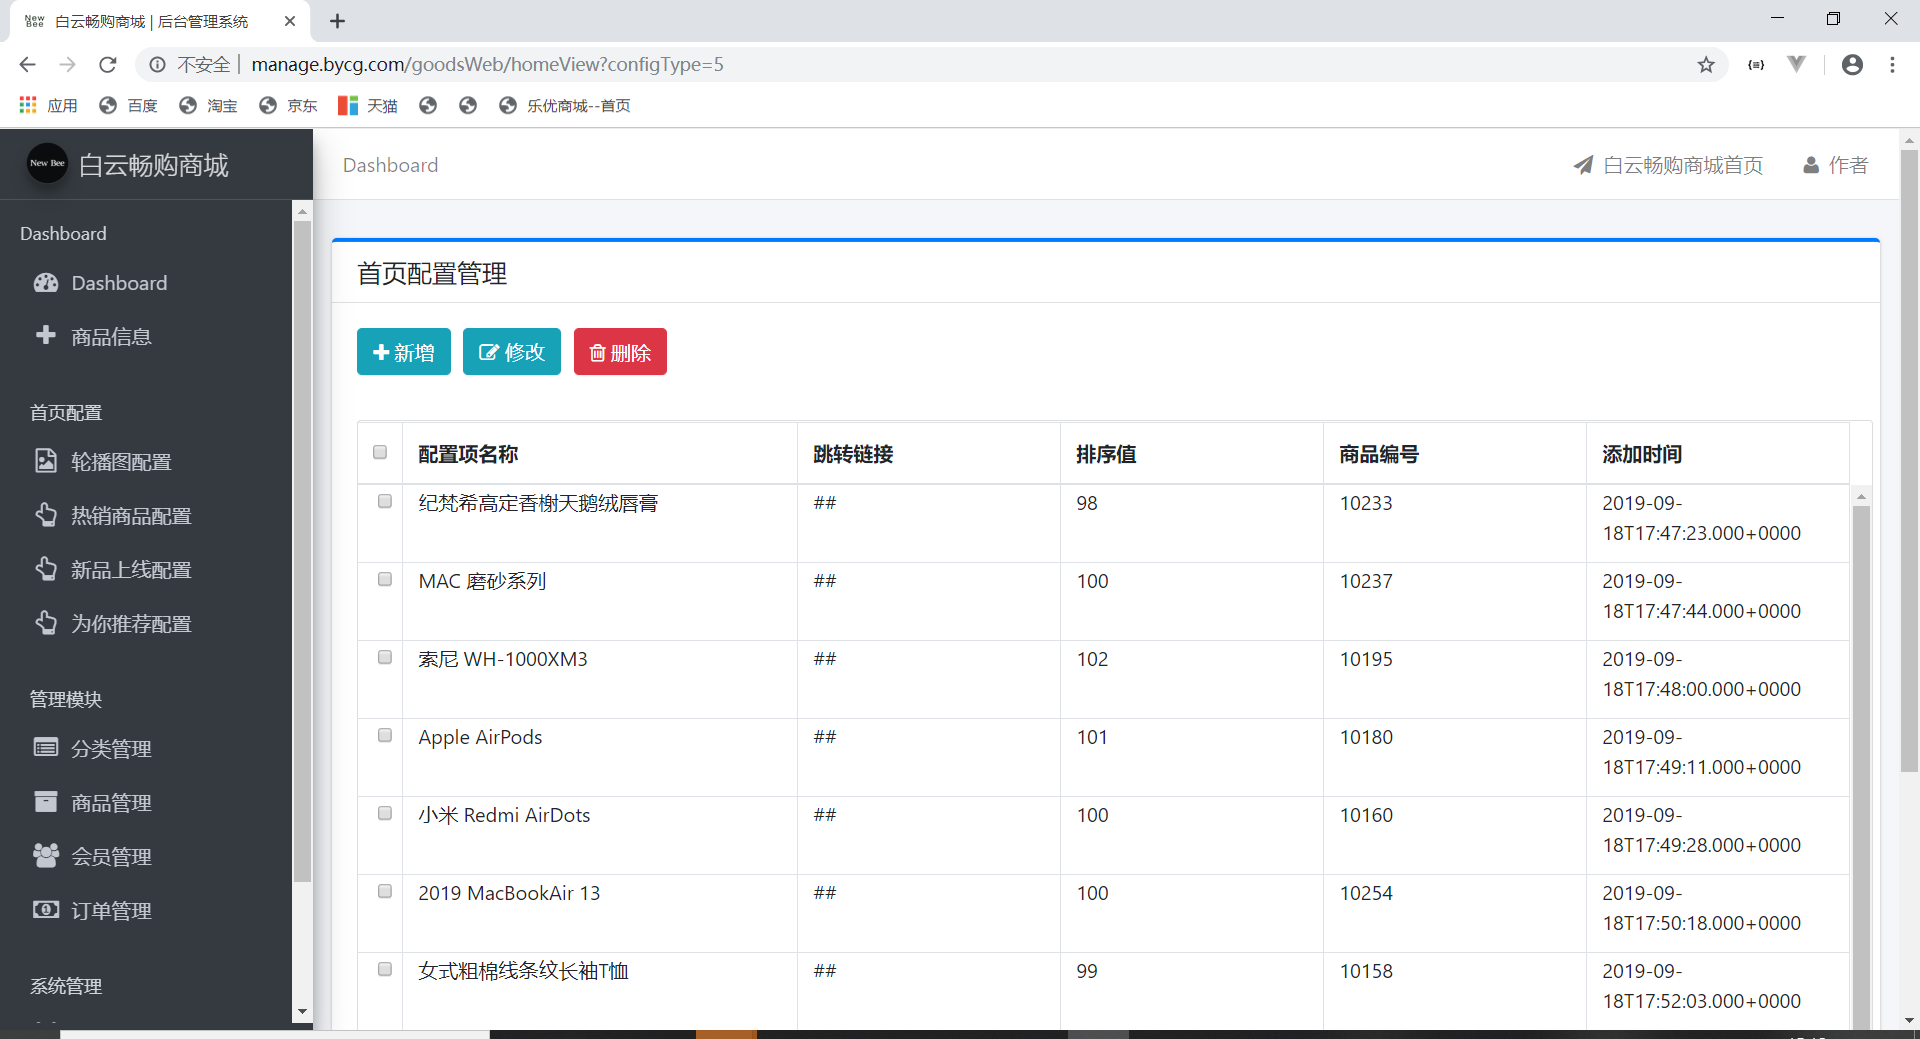 New Bee 白云畅购商城 | 后台管理系统
不安全 | manage.bycg.com/goodsWeb/homeView?configType=5
应用 百度 淘宝 京东 天猫 乐优商城--首页
New Bee 白云畅购商城
Dashboard
白云畅购商城首页 作者
Dashboard
Dashboard
商品信息
首页配置
轮播图配置
热销商品配置
新品上线配置
为你推荐配置
管理模块
分类管理
商品管理
会员管理
订单管理
系统管理
首页配置管理
新增 修改 删除
配置项名称 跳转链接 排序值 商品编号 添加时间
纪梵希高定香榭天鹅绒唇膏 ## 98 10233 2019-09-
18T17:47:23.000+0000
MAC 磨砂系列 ## 100 10237 2019-09-
18T17:47:44.000+0000
索尼 WH-1000XM3 ## 102 10195 2019-09-
18T17:48:00.000+0000
Apple AirPods ## 101 10180 2019-09-
18T17:49:11.000+0000
小米 Redmi AirDots ## 100 10160 2019-09-
18T17:49:28.000+0000
2019 MacBookAir 13 ## 100 10254 2019-09-
18T17:50:18.000+0000
女式粗棉线条纹长袖T恤 ## 99 10158 2019-09-
18T17:52:03.000+0000